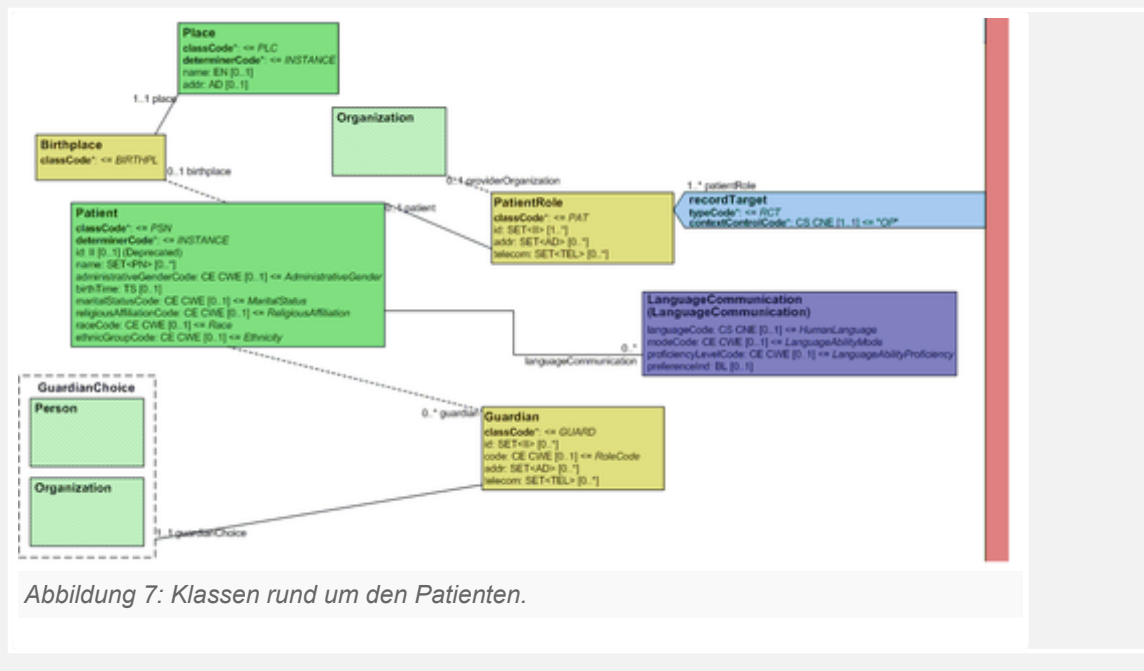 Place
classCode*: <= PLC
determinerCode*: <= INSTANCE
name: EN [0..1]
addr: AD [0..1]
1..1 place
Organization
Birthplace
classCode*: <= BIRTHPL
0..1 birthplace
0..1 providerOrganization
1..* patientRole
PatientRole
classCode*: <= PAT
id: SET<II> [1..*]
addr: SET<AD> [0..*]
telecom: SET<TEL> [0..*]
recordTarget
typeCode*: <= RCT
contextControlCode*: CS CNE [1..1] <= "OP"
0..1 patient
Patient
classCode*: <= PSN
determinerCode*: <= INSTANCE
id: II [0..1] (Deprecated)
name: SET<PN> [0..*]
administrativeGenderCode: CE CWE [0..1] <= AdministrativeGender
birthTime: TS [0..1]
maritalStatusCode: CE CWE [0..1] <= MaritalStatus
religiousAffiliationCode: CE CWE [0..1] <= ReligiousAffiliation
raceCode: CE CWE [0..1] <= Race
ethnicGroupCode: CE CWE [0..1] <= Ethnicity
LanguageCommunication
(LanguageCommunication)
languageCode: CS CNE [0..1] <= HumanLanguage
modeCode: CE CWE [0..1] <= LanguageAbilityMode
proficiencyLevelCode: CE CWE [0..1] <= LanguageAbilityProficiency
preferenceInd: BL [0..1]
0..*
languageCommunication
GuardianChoice
Person
Organization
0..* guardian
Guardian
classCode*: <= GUARD
id: SET<II> [0..*]
code: CE CWE [0..1] <= RoleCode
addr: SET<AD> [0..*]
telecom: SET<TEL> [0..*]
1..1 guardianChoice
Abbildung 7: Klassen rund um den Patienten.